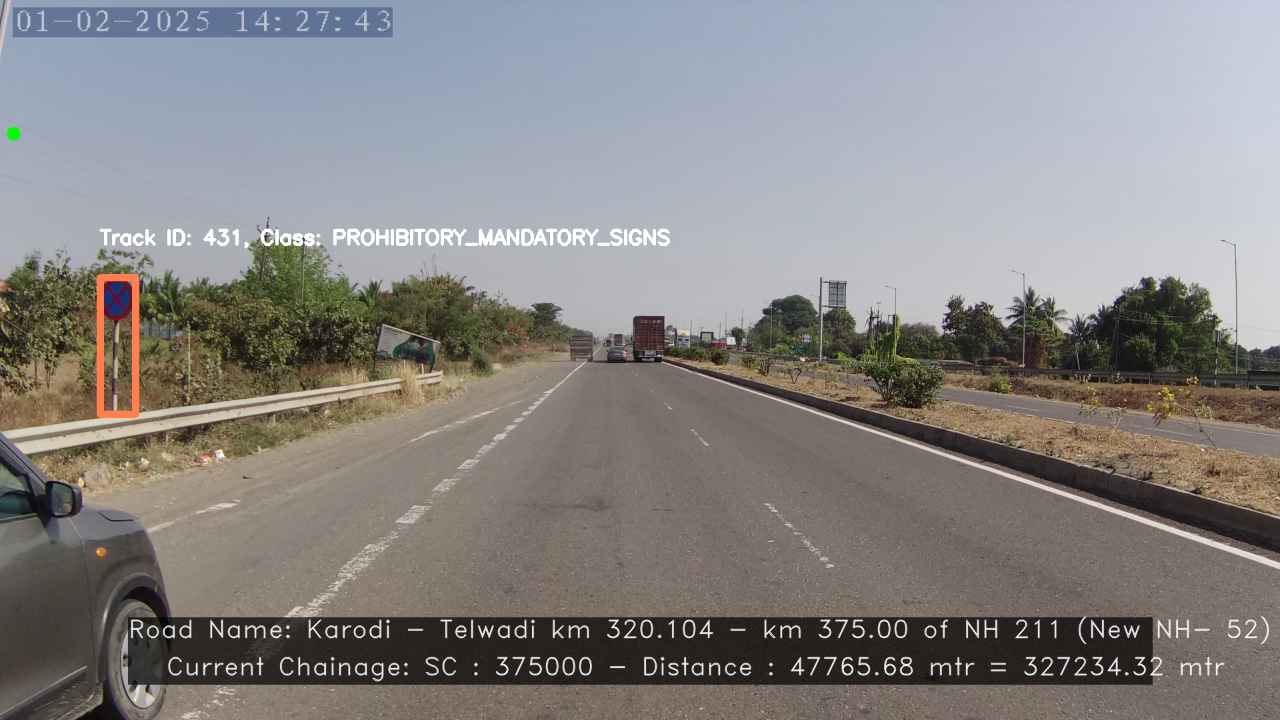 01-02-2025 14:27:43
Track ID: 431, Class: PROHIBITORY_MANDATORY_SIGNS
Road Name: Karodi - Telwadi km 320.104 - km 375.00 of NH 211 (New NH- 52)
Current Chainage: SC : 375000 - Distance : 47765.68 mtr = 327234.32 mtr